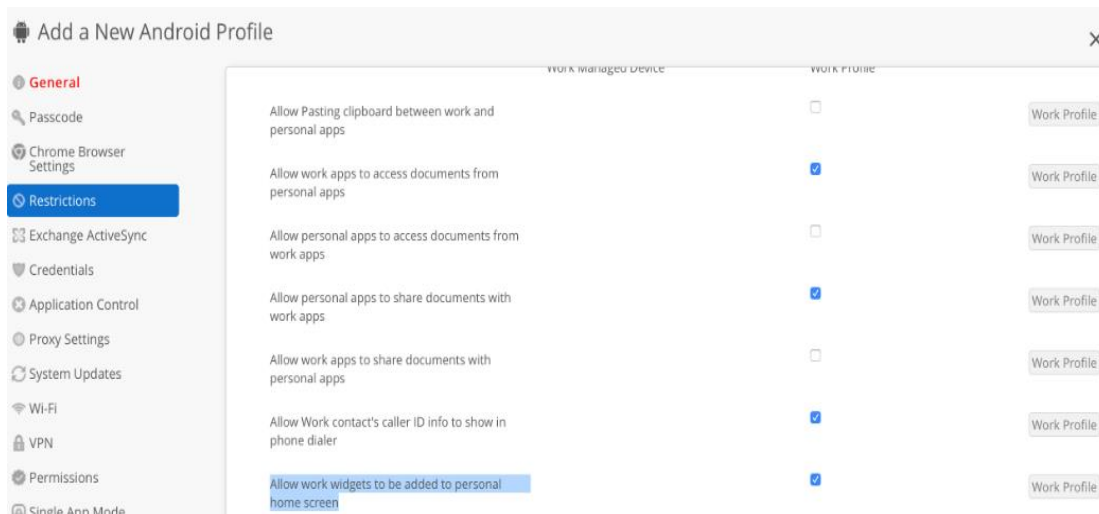 Add a New Android Profile
General
Passcode
Chrome Browser
Settings
Restrictions
Exchange ActiveSync
Credentials
Application Control
Proxy Settings
System Updates
Wi-Fi
VPN
Permissions
Single App Mode
Work Managed Device Work Profile
Allow Pasting clipboard between work and
personal apps
Work Profile
Allow work apps to access documents from
personal apps
Work Profile
Allow personal apps to access documents from
work apps
Work Profile
Allow personal apps to share documents with
work apps
Work Profile
Allow work apps to share documents with
personal apps
Work Profile
Allow Work contact's caller ID info to show in
phone dialer
Work Profile
Allow work widgets to be added to personal
home screen
Work Profile